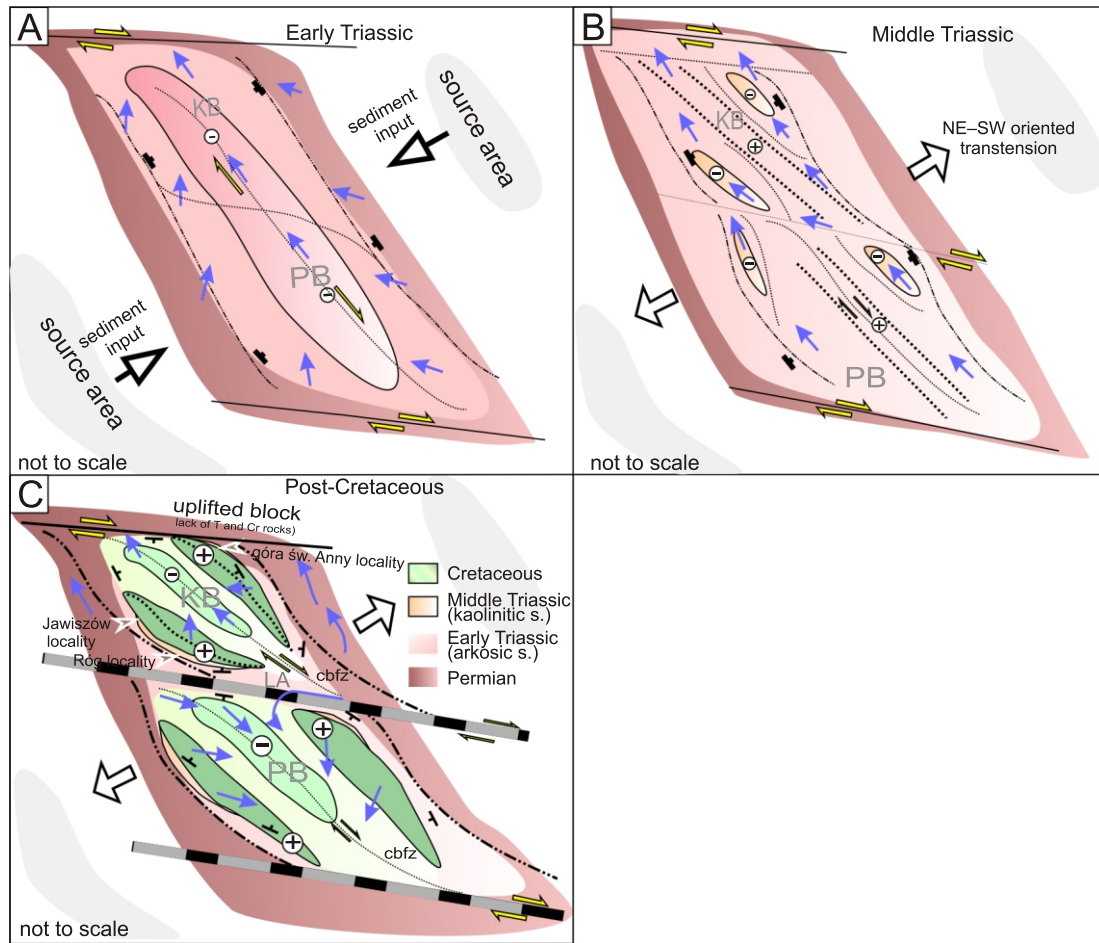 A
Early Triassic
KB
PB
sediment
input
source area
sediment
input
source area
not to scale
B
Middle Triassic
KB
PB
NE–SW oriented
transtension
not to scale
C
Post-Cretaceous
uplifted block
lack of T and Cr rocks)
góra św. Anny locality
KB
Jawiszów
locality
Róg locality
LA
cbfz
PB
cbfz
Cretaceous
Middle Triassic
(kaolinitic s.)
Early Triassic
(arkosic s.)
Permian
not to scale